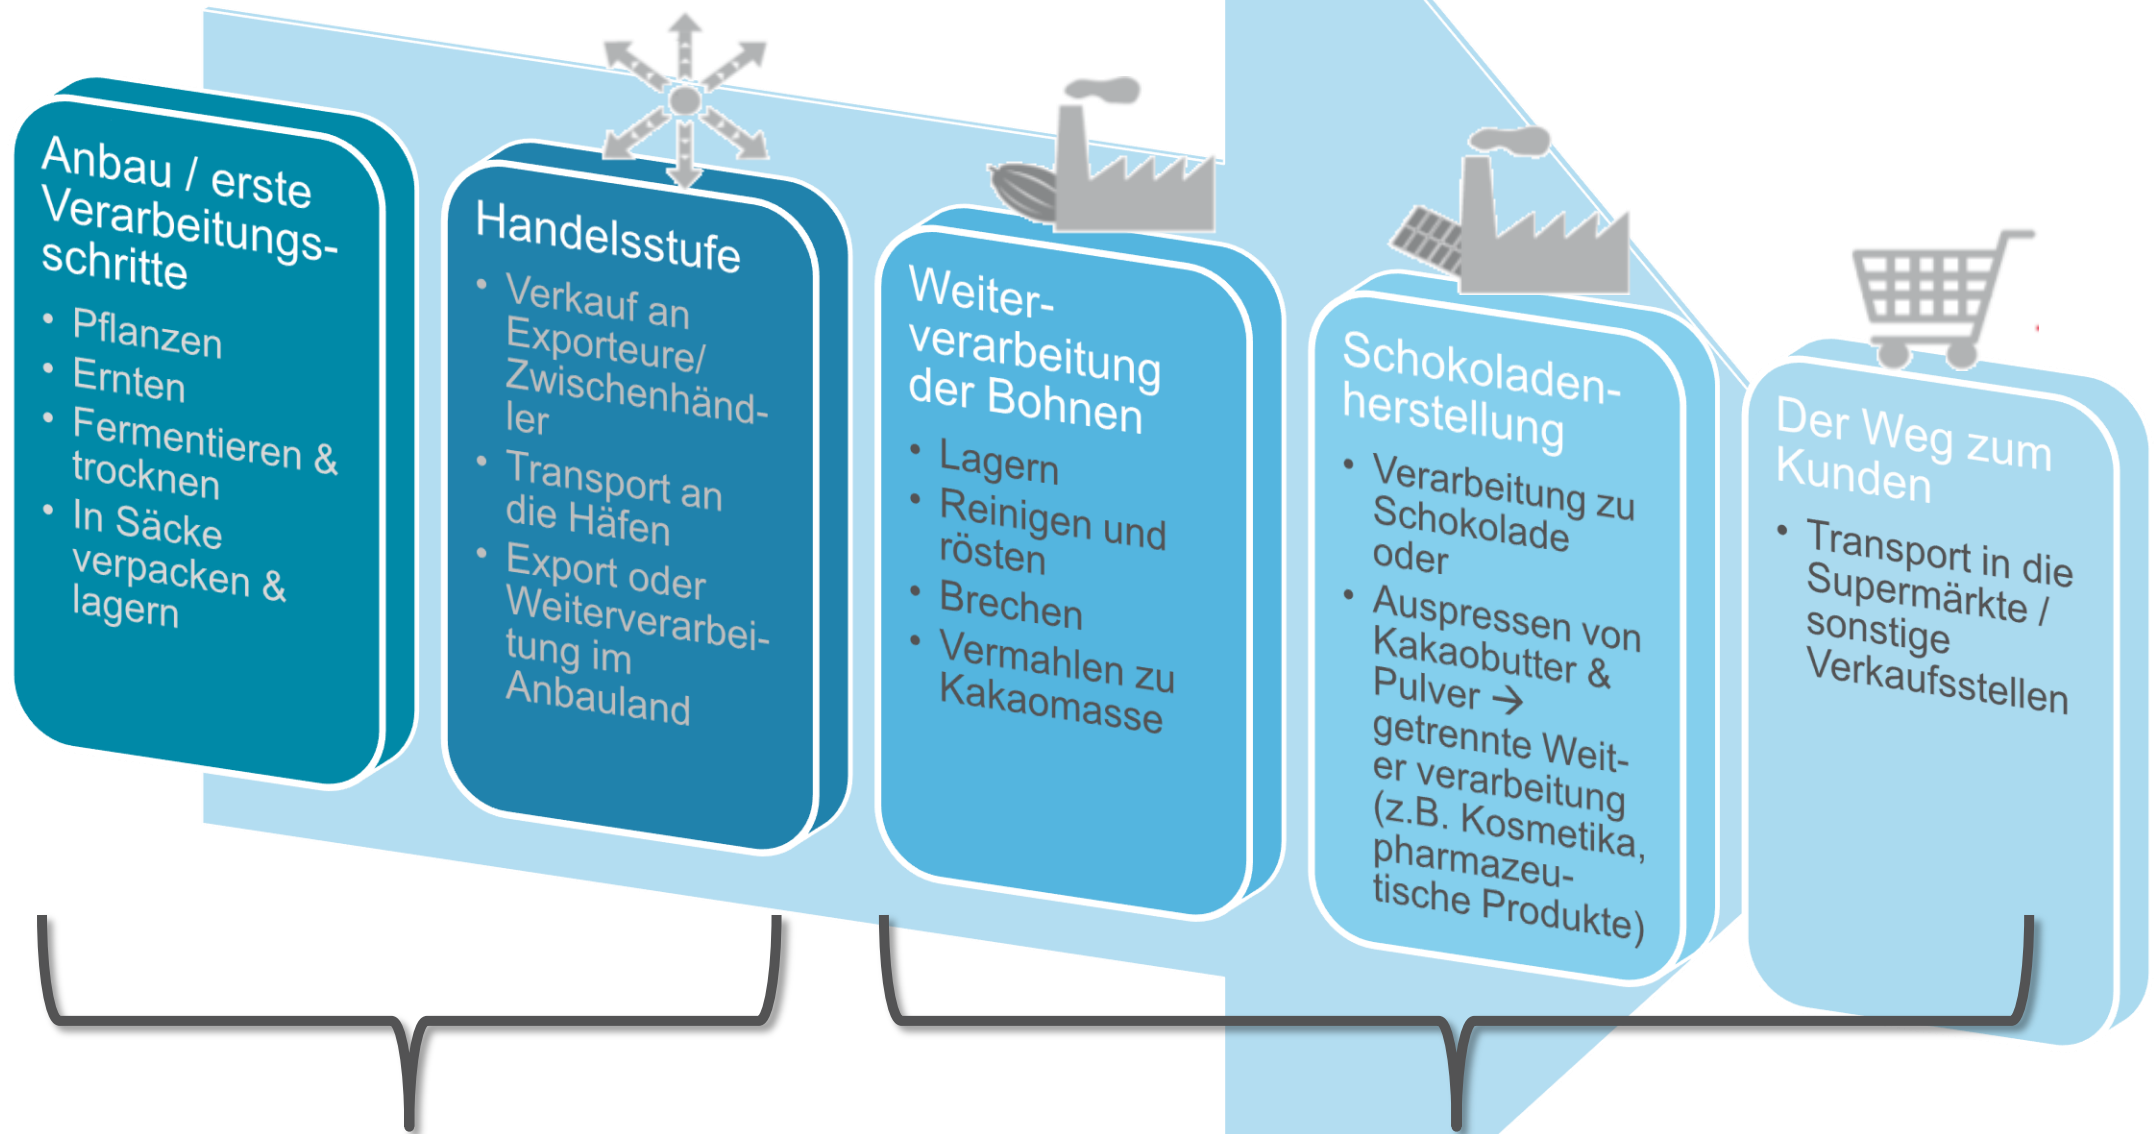 Anbau / erste
Verarbeitungs-
schritte
• Pflanzen
• Ernten
• Fermentieren &
trocknen
• In Säcke
verpacken &
lagern
Handelsstufe
• Verkauf an
Exporteure/
Zwischenhänd-
ler
• Transport an
die Häfen
• Export oder
Weiterverarbei-
tung im
Anbauland
Weiter-
verarbeitung
der Bohnen
• Lagern
• Reinigen und
rösten
• Brechen
• Vermahlen zu
Kakaomasse
Schokoladen-
herstellung
• Verarbeitung zu
Schokolade
oder
• Auspressen von
Kakaobutter &
Pulver →
getrennte Weit-
er verarbeitung
(z.B. Kosmetika,
pharmazeu-
tische Produkte)
Der Weg zum
Kunden
• Transport in die
Supermärkte /
sonstige
Verkaufsstellen